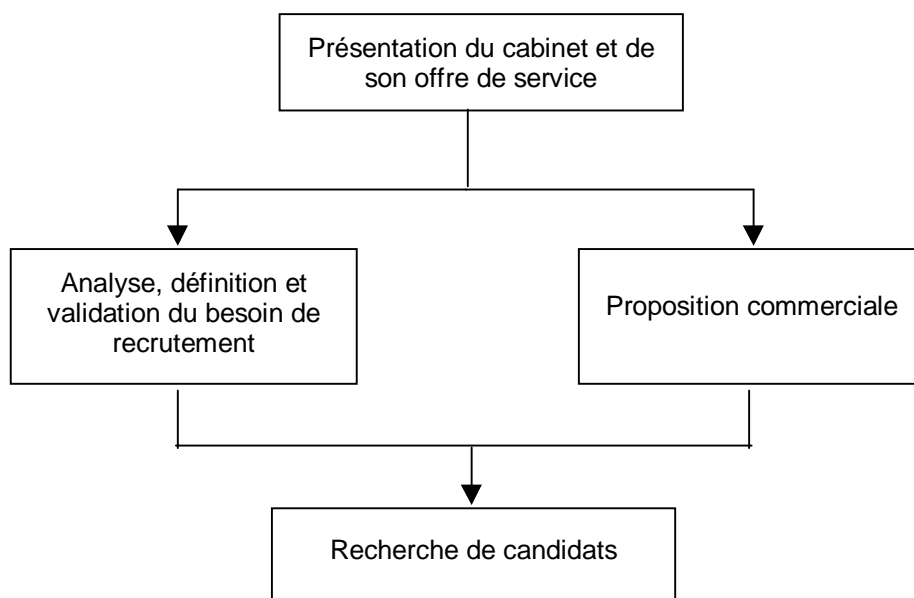 Présentation du cabinet et de
son offre de service
Analyse, définition et
validation du besoin de
recrutement
Proposition commerciale
Recherche de candidats